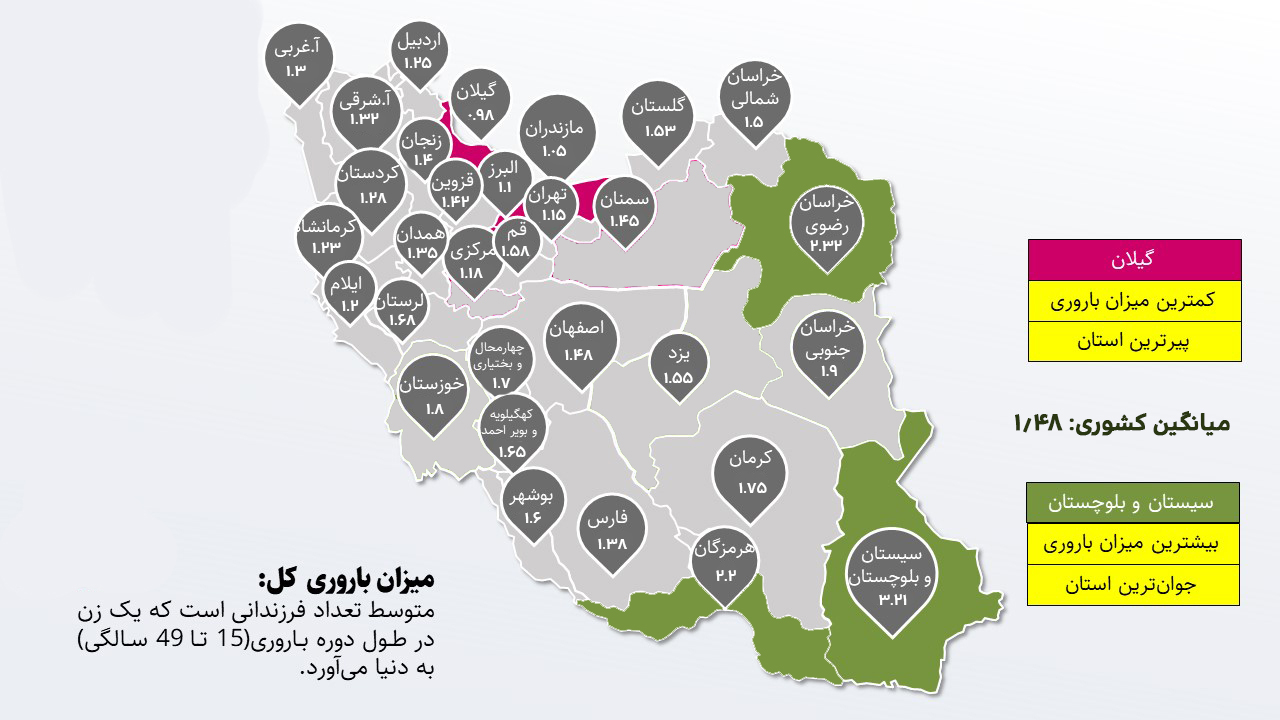 آ.غربی
۱.۳
اردبیل
۱.۲۵
آ.شرقی
۱.۳۲
گیلان
۰.۹۸
مازندران
۱.۰۵
گلستان
۱.۵۳
خراسان
شمالی
۱.۵
زنجان
۱.۴
کردستان
۱.۲۸
قزوین
۱.۴۲
البرز
۱.۱
تهران
۱.۱۵
سمنان
۱.۴۵
خراسان
رضوی
۲.۳۲
کرمانشاه
۱.۲۳
همدان
۱.۳۵
مرکزی
۱.۱۸
قم
۱.۵۸
ایلام
۱.۲
لرستان
۱.۶۸
اصفهان
۱.۴۸
یزد
۱.۵۵
خراسان
جنوبی
۱.۹
چهارمحال
و بختیاری
۱.۷
خوزستان
۱.۸
کهگیلویه
و بویر احمد
۱.۶۵
کرمان
۱.۷۵
بوشهر
۱.۶
فارس
۱.۳۸
هرمزگان
۲.۲
سیستان
و بلوچستان
۳.۲۱
گیلان
کمترین میزان باروری
پیرترین استان
میانگین کشوری: ۱٫۴۸
سیستان و بلوچستان
بیشترین میزان باروری
جوان‌ترین استان
میزان باروری کل:
متوسط تعداد فرزندانی است که یک زن
در طول دوره باروری(15 تا 49 سالگی)
به دنیا می‌آورد.